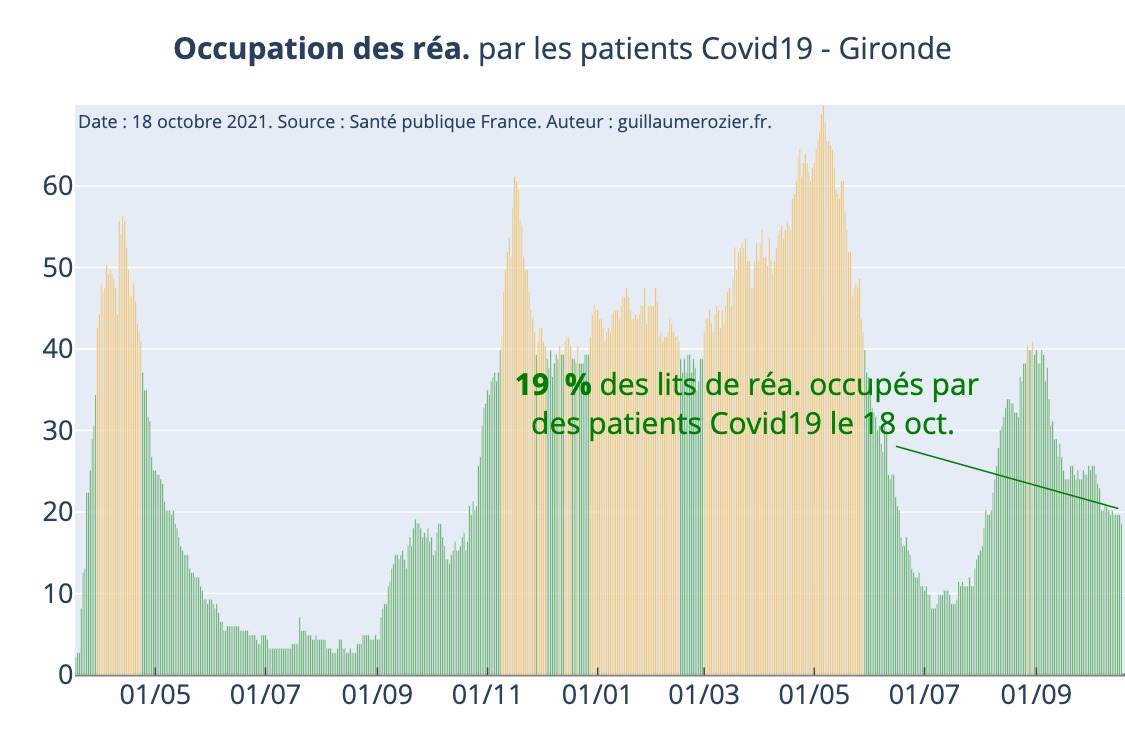 Occupation des réa. par les patients Covid19 - Gironde
Date : 18 octobre 2021. Source : Santé publique France. Auteur : guillaumerozier.fr.
60
50
40
30
20
10
0
19 % des lits de réa. occupés par
des patients Covid19 le 18 oct.
01/05 01/07 01/09 01/11 01/01 01/03 01/05 01/07 01/09